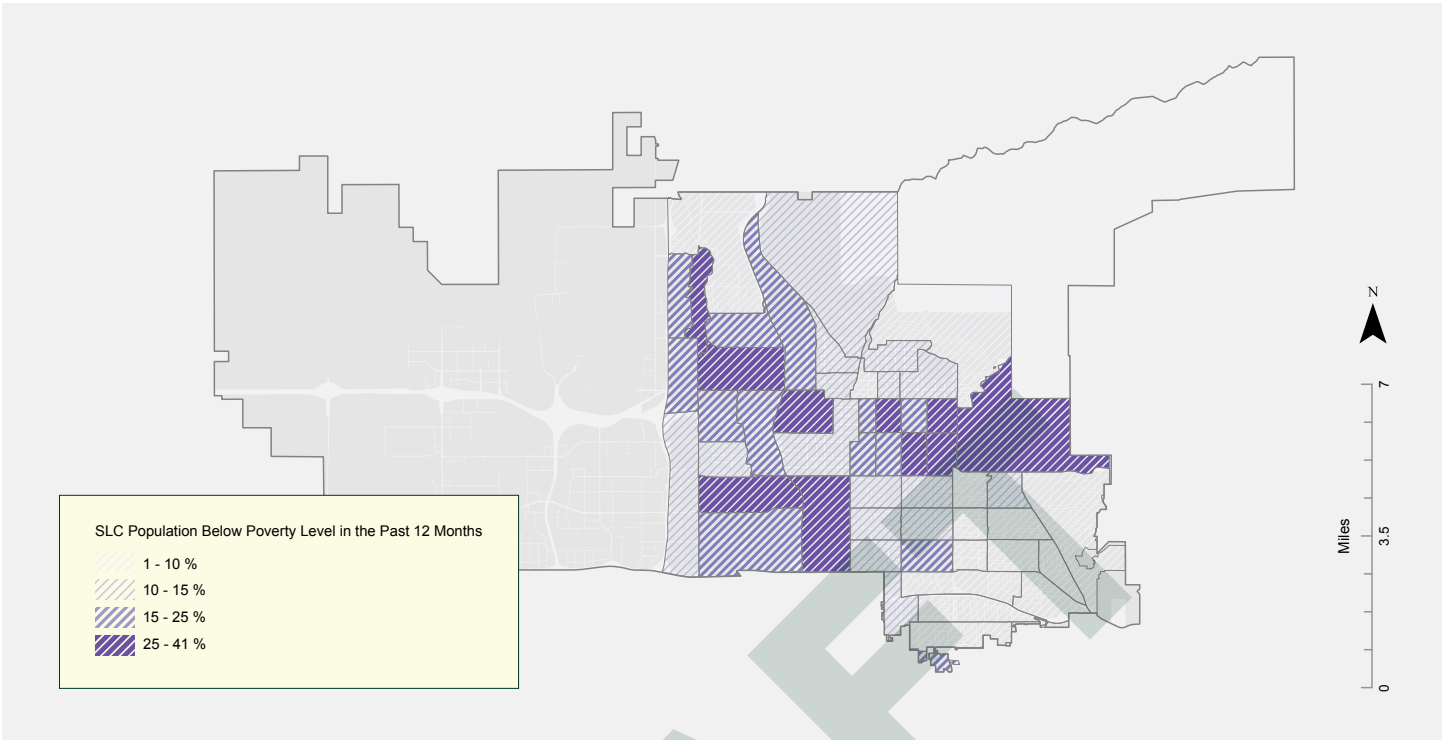 SLC Population Below Poverty Level in the Past 12 Months
1 - 10 %
10 - 15 %
15 - 25 %
25 - 41 %
N
7
3.5
0
Miles